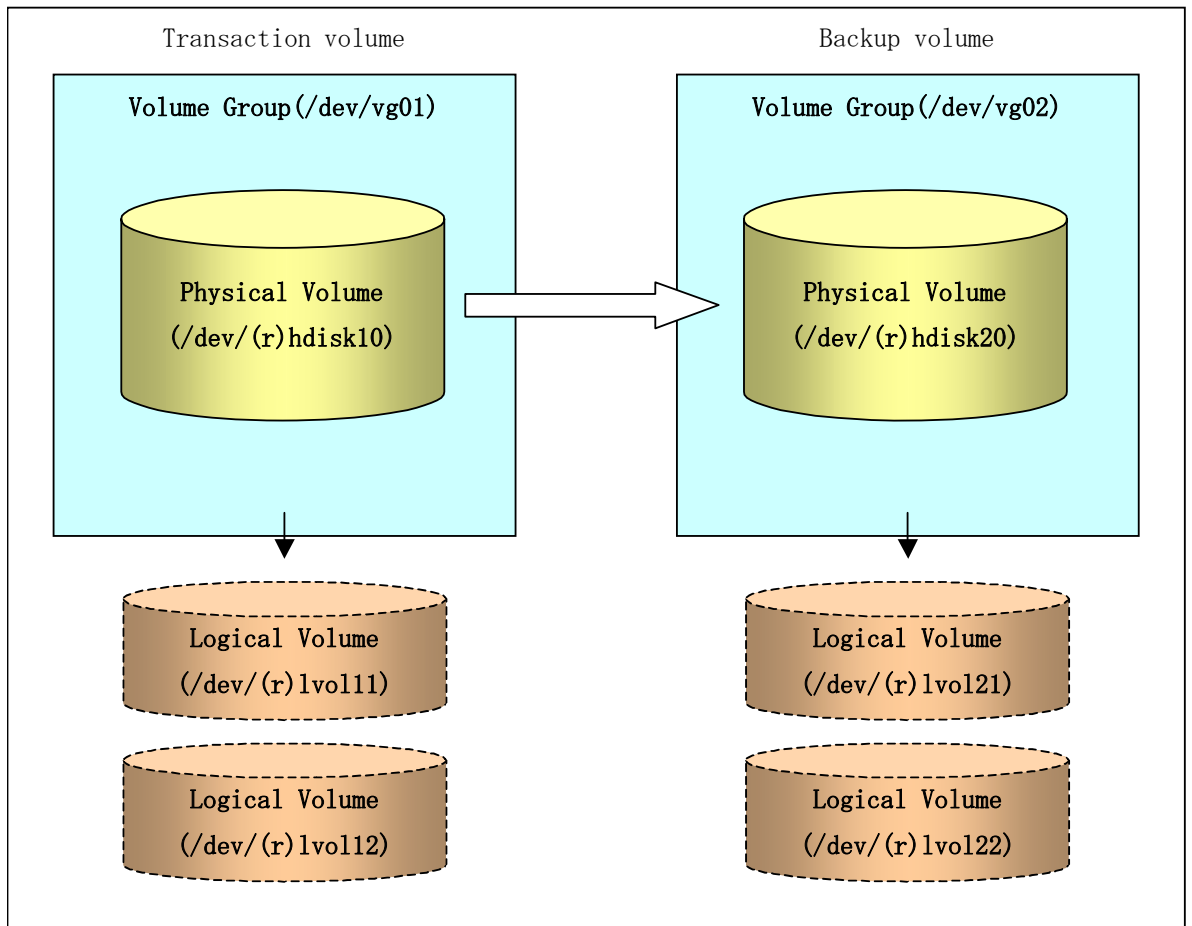 Transaction volume
Backup volume
Volume Group(/dev/vg01)
Volume Group(/dev/vg02)
Physical Volume
(/dev/(r)hdisk10)
Physical Volume
(/dev/(r)hdisk20)
Logical Volume
(/dev/(r)lvol11)
Logical Volume
(/dev/(r)lvol21)
Logical Volume
(/dev/(r)lvol12)
Logical Volume
(/dev/(r)lvol22)